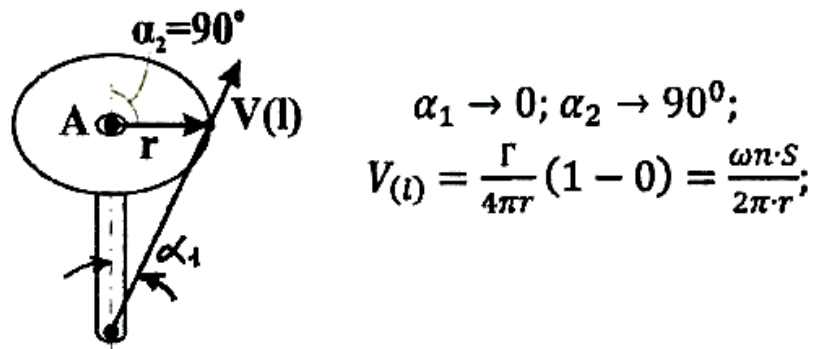 α₂=90°
A
r
V(l)
α₁
α₁ → 0; α₂ → 90⁰;
V₍ₗ₎ = Γ/4πr (1 − 0) = ωn·S/2π·r;